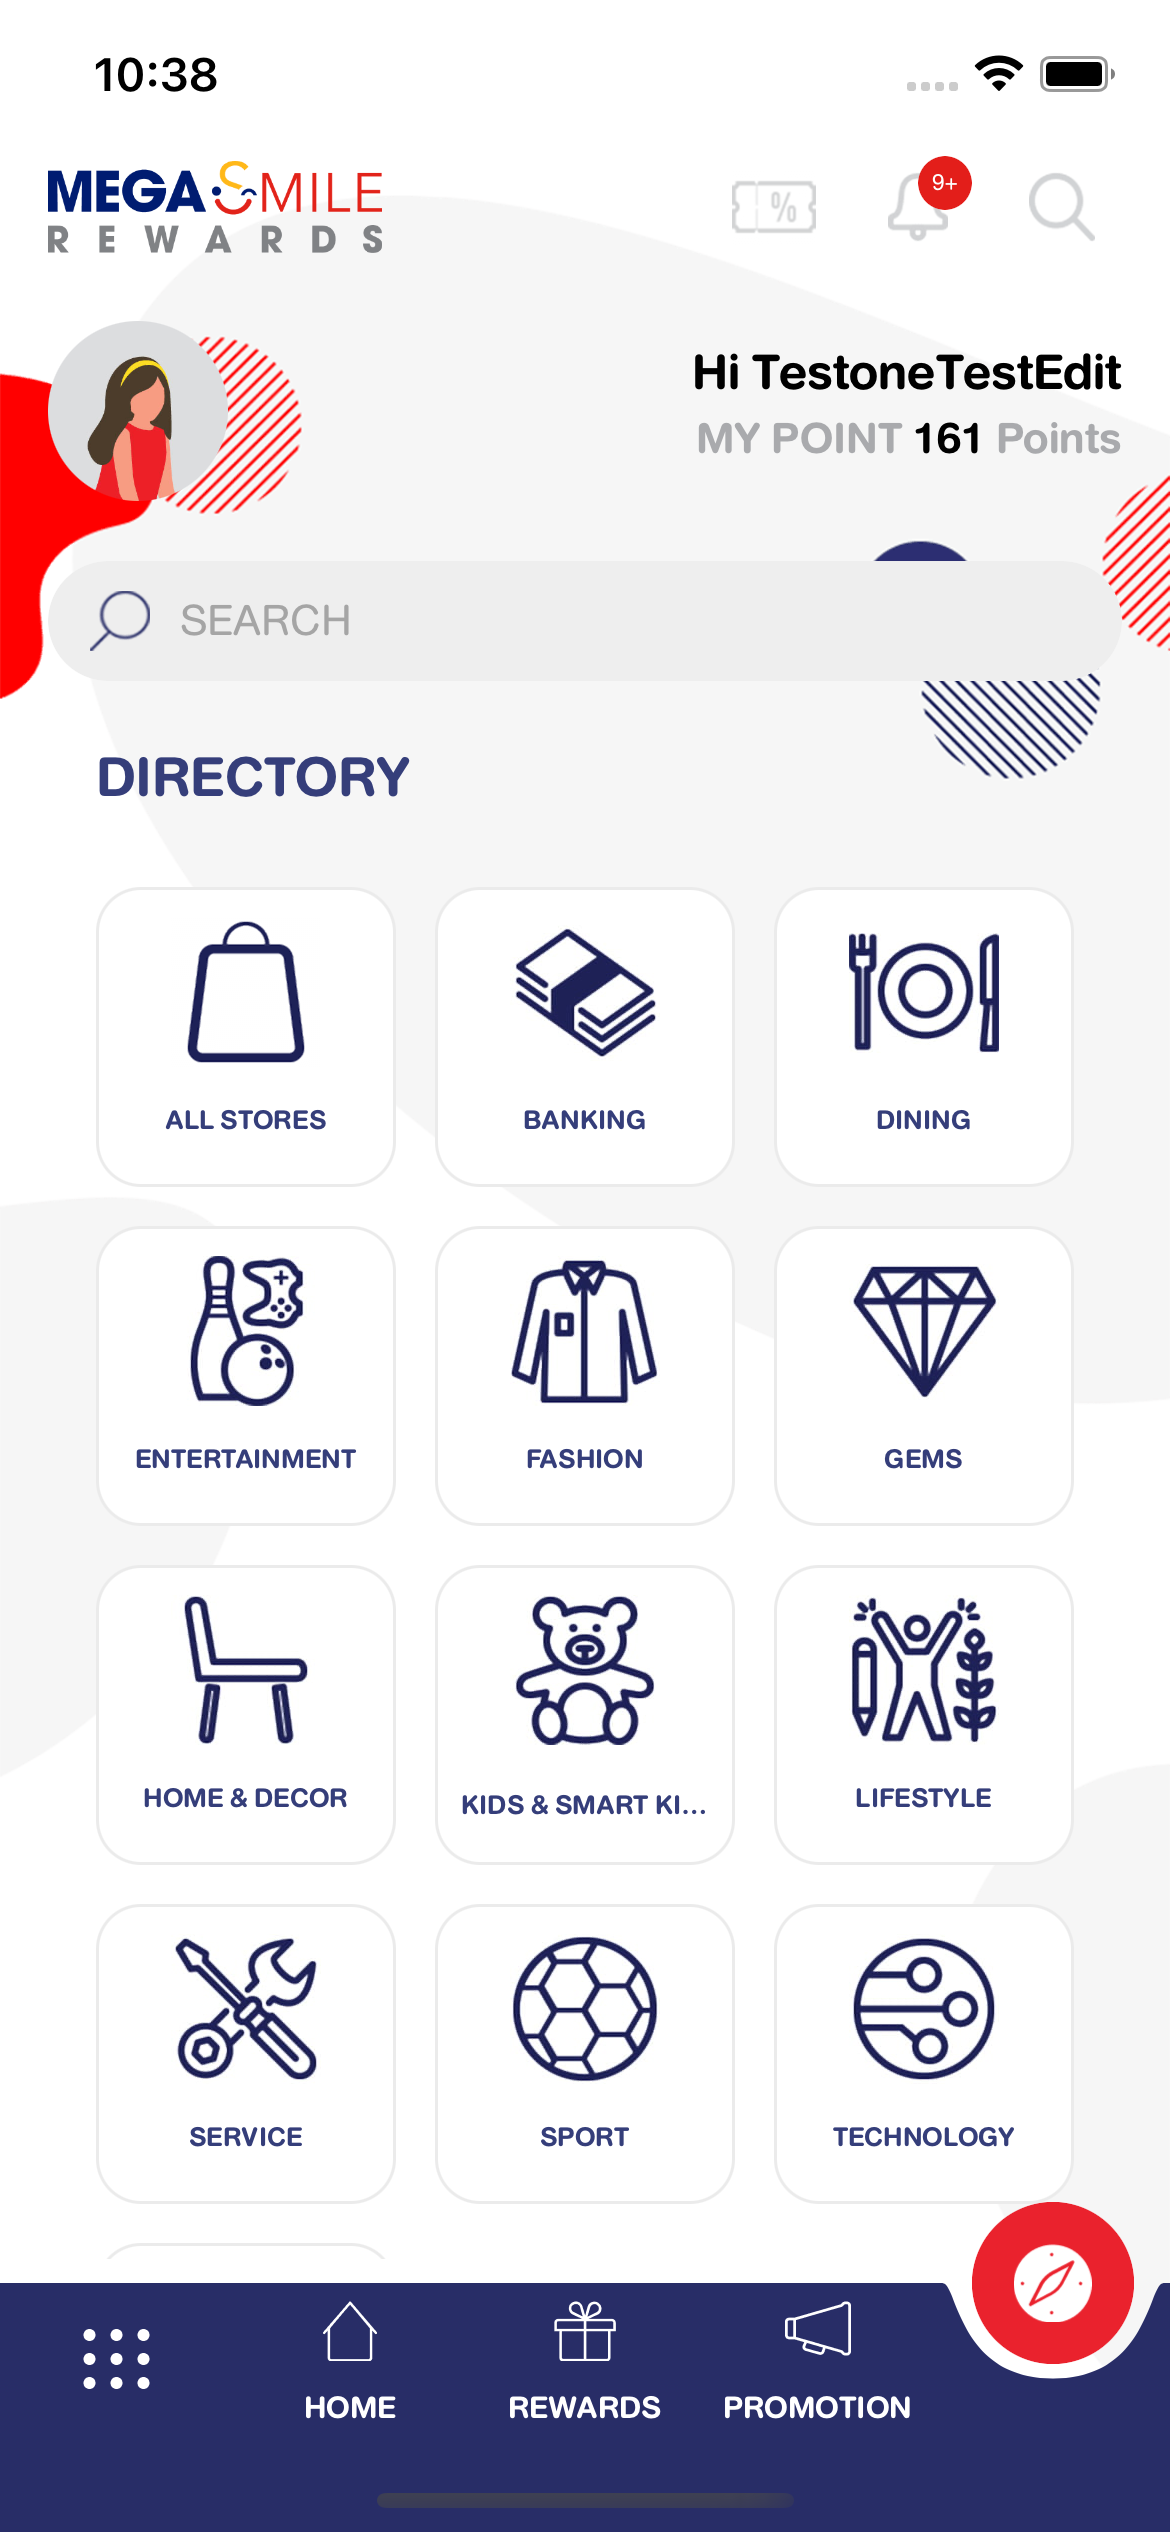 10:38
MEGA SMILE
REWARDS
%
9+
Hi TestoneTestEdit
MY POINT 161 Points
SEARCH
DIRECTORY
ALL STORES
BANKING
DINING
ENTERTAINMENT
FASHION
GEMS
HOME & DECOR
KIDS & SMART KI...
LIFESTYLE
SERVICE
SPORT
TECHNOLOGY
HOME
REWARDS
PROMOTION